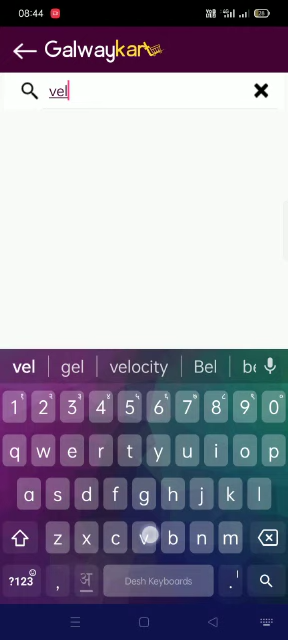 08:44
Galwaykart
vel
vel gel velocity Bel be
1 2 3 4 5 6 7 8 9 0
q w e r t y u i o p
a s d f g h j k l
z x c v b n m
?123 , अ Desh Keyboards .